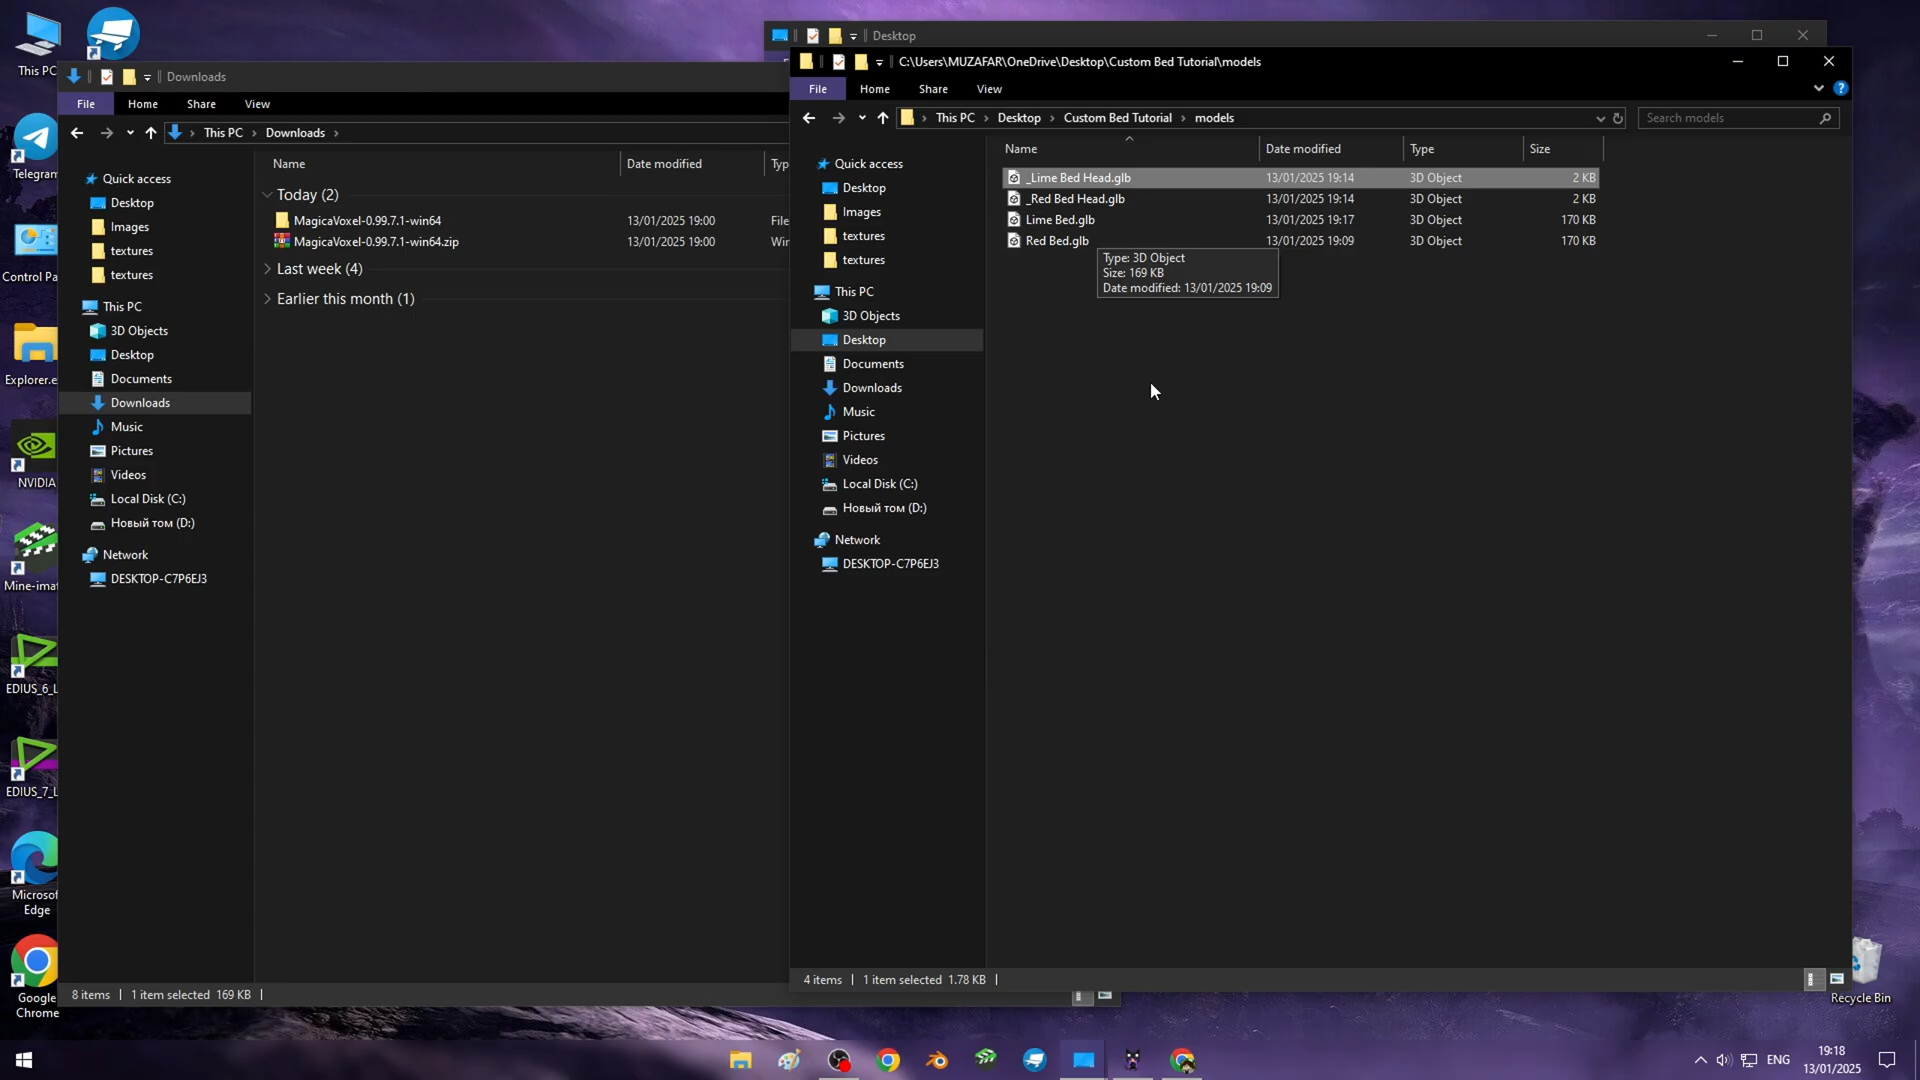 This PC
Telegram
Control Pa
Explorer.e
NVIDIA
Mine-imat
EDIUS_6_L
EDIUS_7_L
Microsof
Edge
Google
Chrome
Recycle Bin
Desktop
Downloads
File
Home
Share
View
This PC
Downloads
Quick access
Desktop
Images
textures
textures
This PC
3D Objects
Desktop
Documents
Downloads
Music
Pictures
Videos
Local Disk (C:)
Новый том (D:)
Network
DESKTOP-C7P6EJ3
Name Date modified Typ
Today (2)
MagicaVoxel-0.99.7.1-win64 13/01/2025 19:00 File
MagicaVoxel-0.99.7.1-win64.zip 13/01/2025 19:00 Win
Last week (4)
Earlier this month (1)
8 items 1 item selected 169 KB
C:\Users\MUZAFAR\OneDrive\Desktop\Custom Bed Tutorial\models
File
Home
Share
View
This PC
Desktop
Custom Bed Tutorial
models
Search models
Quick access
Desktop
Images
textures
textures
This PC
3D Objects
Desktop
Documents
Downloads
Music
Pictures
Videos
Local Disk (C:)
Новый том (D:)
Network
DESKTOP-C7P6EJ3
Name Date modified Type Size
_Lime Bed Head.glb 13/01/2025 19:14 3D Object 2 KB
_Red Bed Head.glb 13/01/2025 19:14 3D Object 2 KB
Lime Bed.glb 13/01/2025 19:17 3D Object 170 KB
Red Bed.glb 13/01/2025 19:09 3D Object 170 KB
Type: 3D Object
Size: 169 KB
Date modified: 13/01/2025 19:09
4 items 1 item selected 1.78 KB
ENG
19:18
13/01/2025